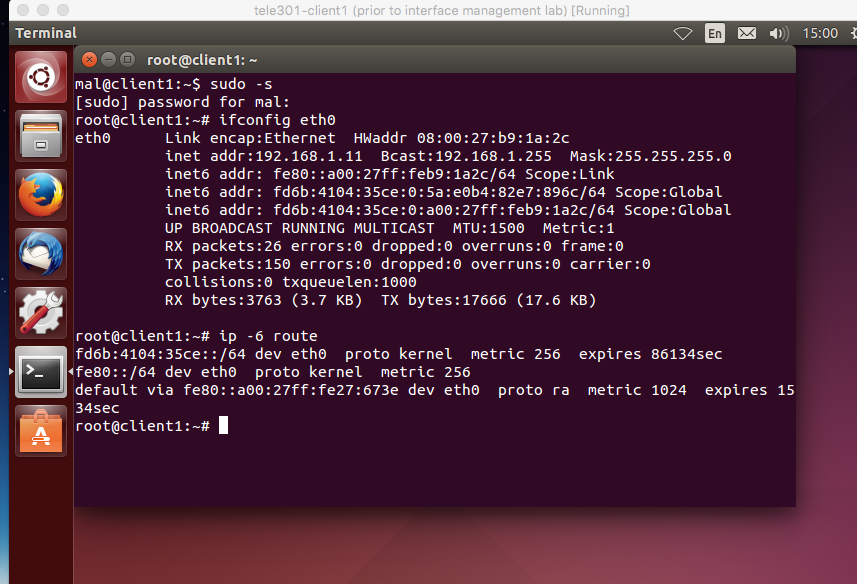 tele301-client1 (prior to interface management lab) [Running]
Terminal En 15:00
root@client1: ~
mal@client1:~$ sudo -s
[sudo] password for mal:
root@client1:~# ifconfig eth0
eth0      Link encap:Ethernet  HWaddr 08:00:27:b9:1a:2c
          inet addr:192.168.1.11  Bcast:192.168.1.255  Mask:255.255.255.0
          inet6 addr: fe80::a00:27ff:feb9:1a2c/64 Scope:Link
          inet6 addr: fd6b:4104:35ce:0:5a:e0b4:82e7:896c/64 Scope:Global
          inet6 addr: fd6b:4104:35ce:0:a00:27ff:feb9:1a2c/64 Scope:Global
          UP BROADCAST RUNNING MULTICAST  MTU:1500  Metric:1
          RX packets:26 errors:0 dropped:0 overruns:0 frame:0
          TX packets:150 errors:0 dropped:0 overruns:0 carrier:0
          collisions:0 txqueuelen:1000
          RX bytes:3763 (3.7 KB)  TX bytes:17666 (17.6 KB)
root@client1:~# ip -6 route
fd6b:4104:35ce::/64 dev eth0  proto kernel  metric 256  expires 86134sec
fe80::/64 dev eth0  proto kernel  metric 256
default via fe80::a00:27ff:fe27:673e dev eth0  proto ra  metric 1024  expires 15
34sec
root@client1:~#